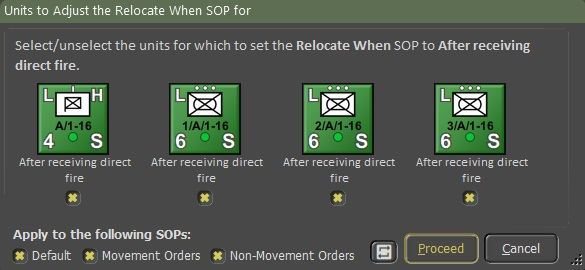 Units to Adjust the Relocate When SOP for
Select/unselect the units for which to set the Relocate When SOP to After receiving
direct fire.
L H
A/1-16
4 S
After receiving direct
fire
L
1/A/1-16
6 S
After receiving direct
fire
L
2/A/1-16
6 S
After receiving direct
fire
L
3/A/1-16
6 S
After receiving direct
fire
Apply to the following SOPs:
Default Movement Orders Non-Movement Orders
Proceed
Cancel